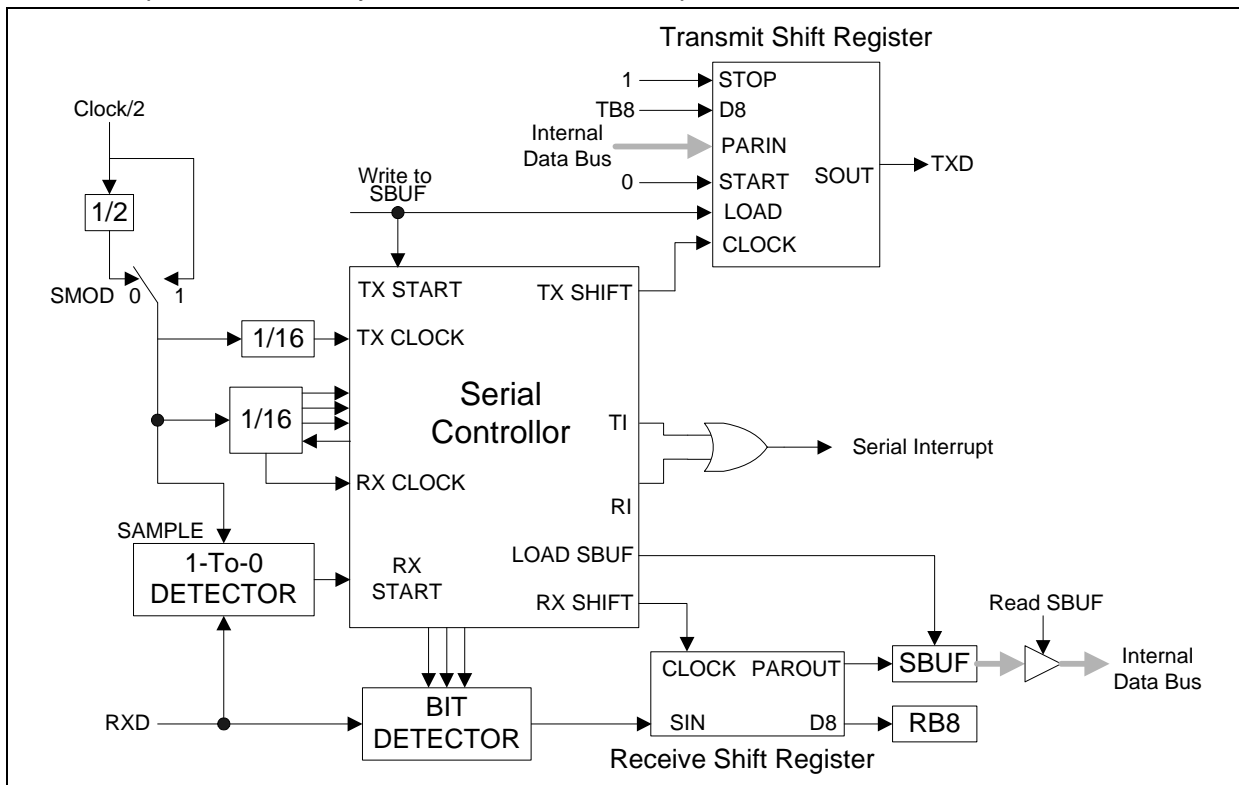 Transmit Shift Register
1
STOP
TB8
D8
Internal
Data Bus
PARIN
0
START
LOAD
CLOCK
SOUT
TXD
Clock/2
1/2
SMOD 0 1
Write to
SBUF
TX START
TX SHIFT
1/16
TX CLOCK
1/16
Serial
Controllor
TI
Serial Interrupt
RX CLOCK
RI
SAMPLE
1-To-0
DETECTOR
RX
START
LOAD SBUF
RX SHIFT
Read SBUF
CLOCK PAROUT
SBUF
Internal
Data Bus
RXD
BIT
DETECTOR
SIN
D8
RB8
Receive Shift Register